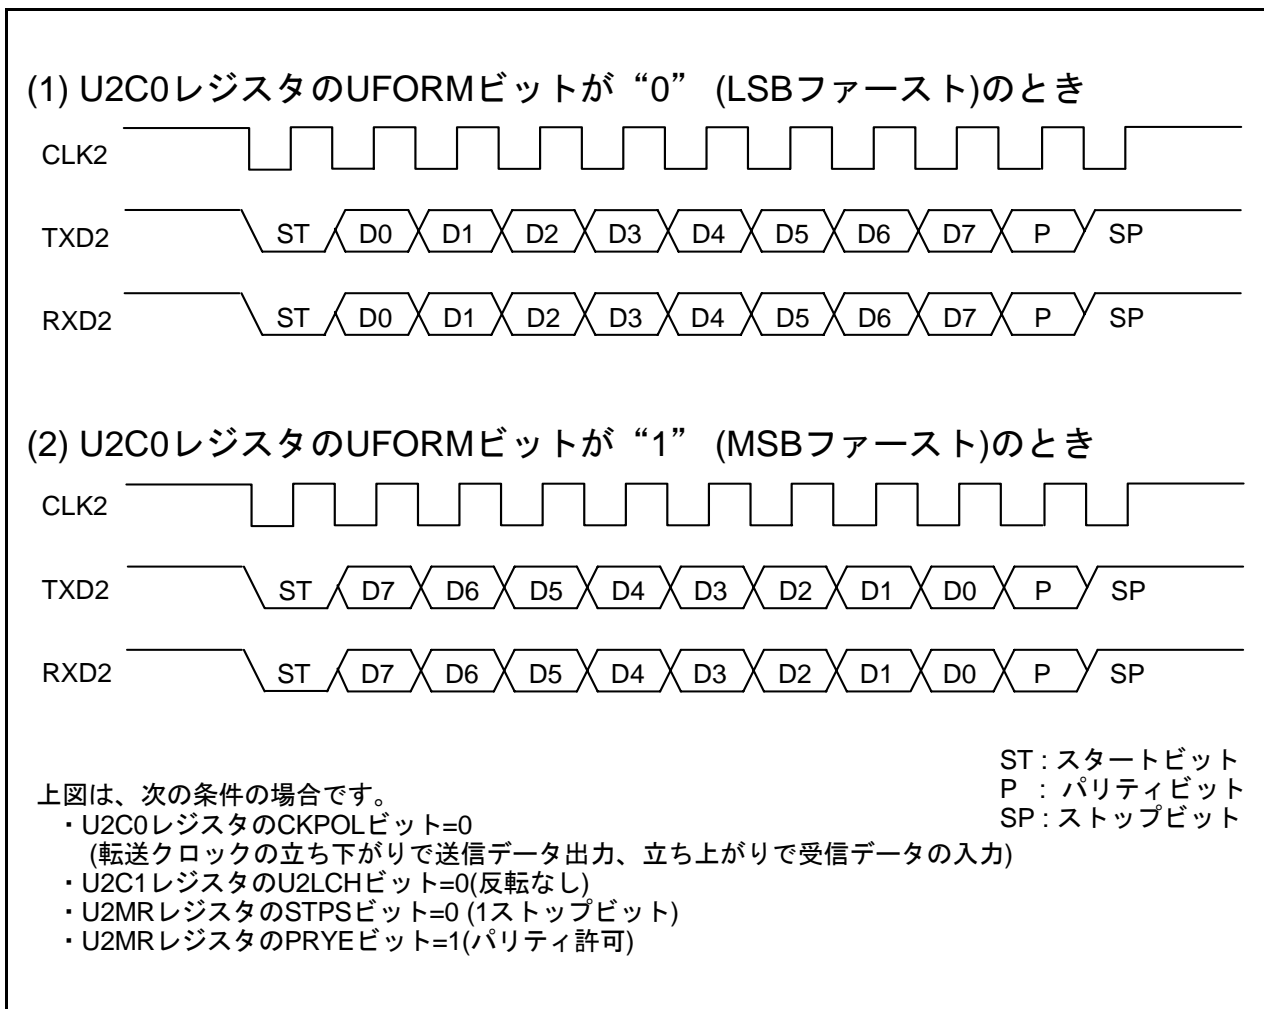 (1) U2C0レジスタのUFORMビットが“0” (LSBファースト)のとき
CLK2
TXD2 ST D0 D1 D2 D3 D4 D5 D6 D7 P SP
RXD2 ST D0 D1 D2 D3 D4 D5 D6 D7 P SP
(2) U2C0レジスタのUFORMビットが“1” (MSBファースト)のとき
CLK2
TXD2 ST D7 D6 D5 D4 D3 D2 D1 D0 P SP
RXD2 ST D7 D6 D5 D4 D3 D2 D1 D0 P SP
ST : スタートビット
P : パリティビット
SP : ストップビット
上図は、次の条件の場合です。
・U2C0レジスタのCKPOLビット=0
(転送クロックの立ち下がりで送信データ出力、立ち上がりで受信データの入力)
・U2C1レジスタのU2LCHビット=0(反転なし)
・U2MRレジスタのSTPSビット=0 (1ストップビット)
・U2MRレジスタのPRYEビット=1(パリティ許可)